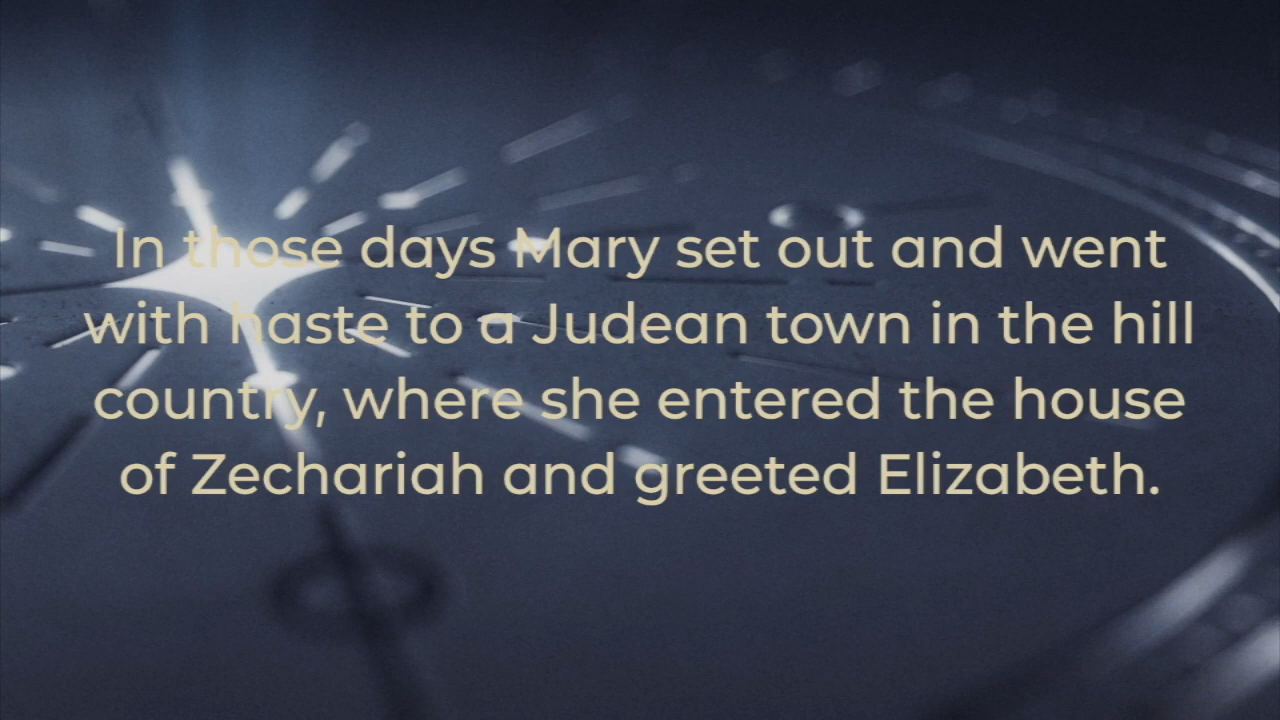 In those days Mary set out and went
with haste to a Judean town in the hill
country, where she entered the house
of Zechariah and greeted Elizabeth.